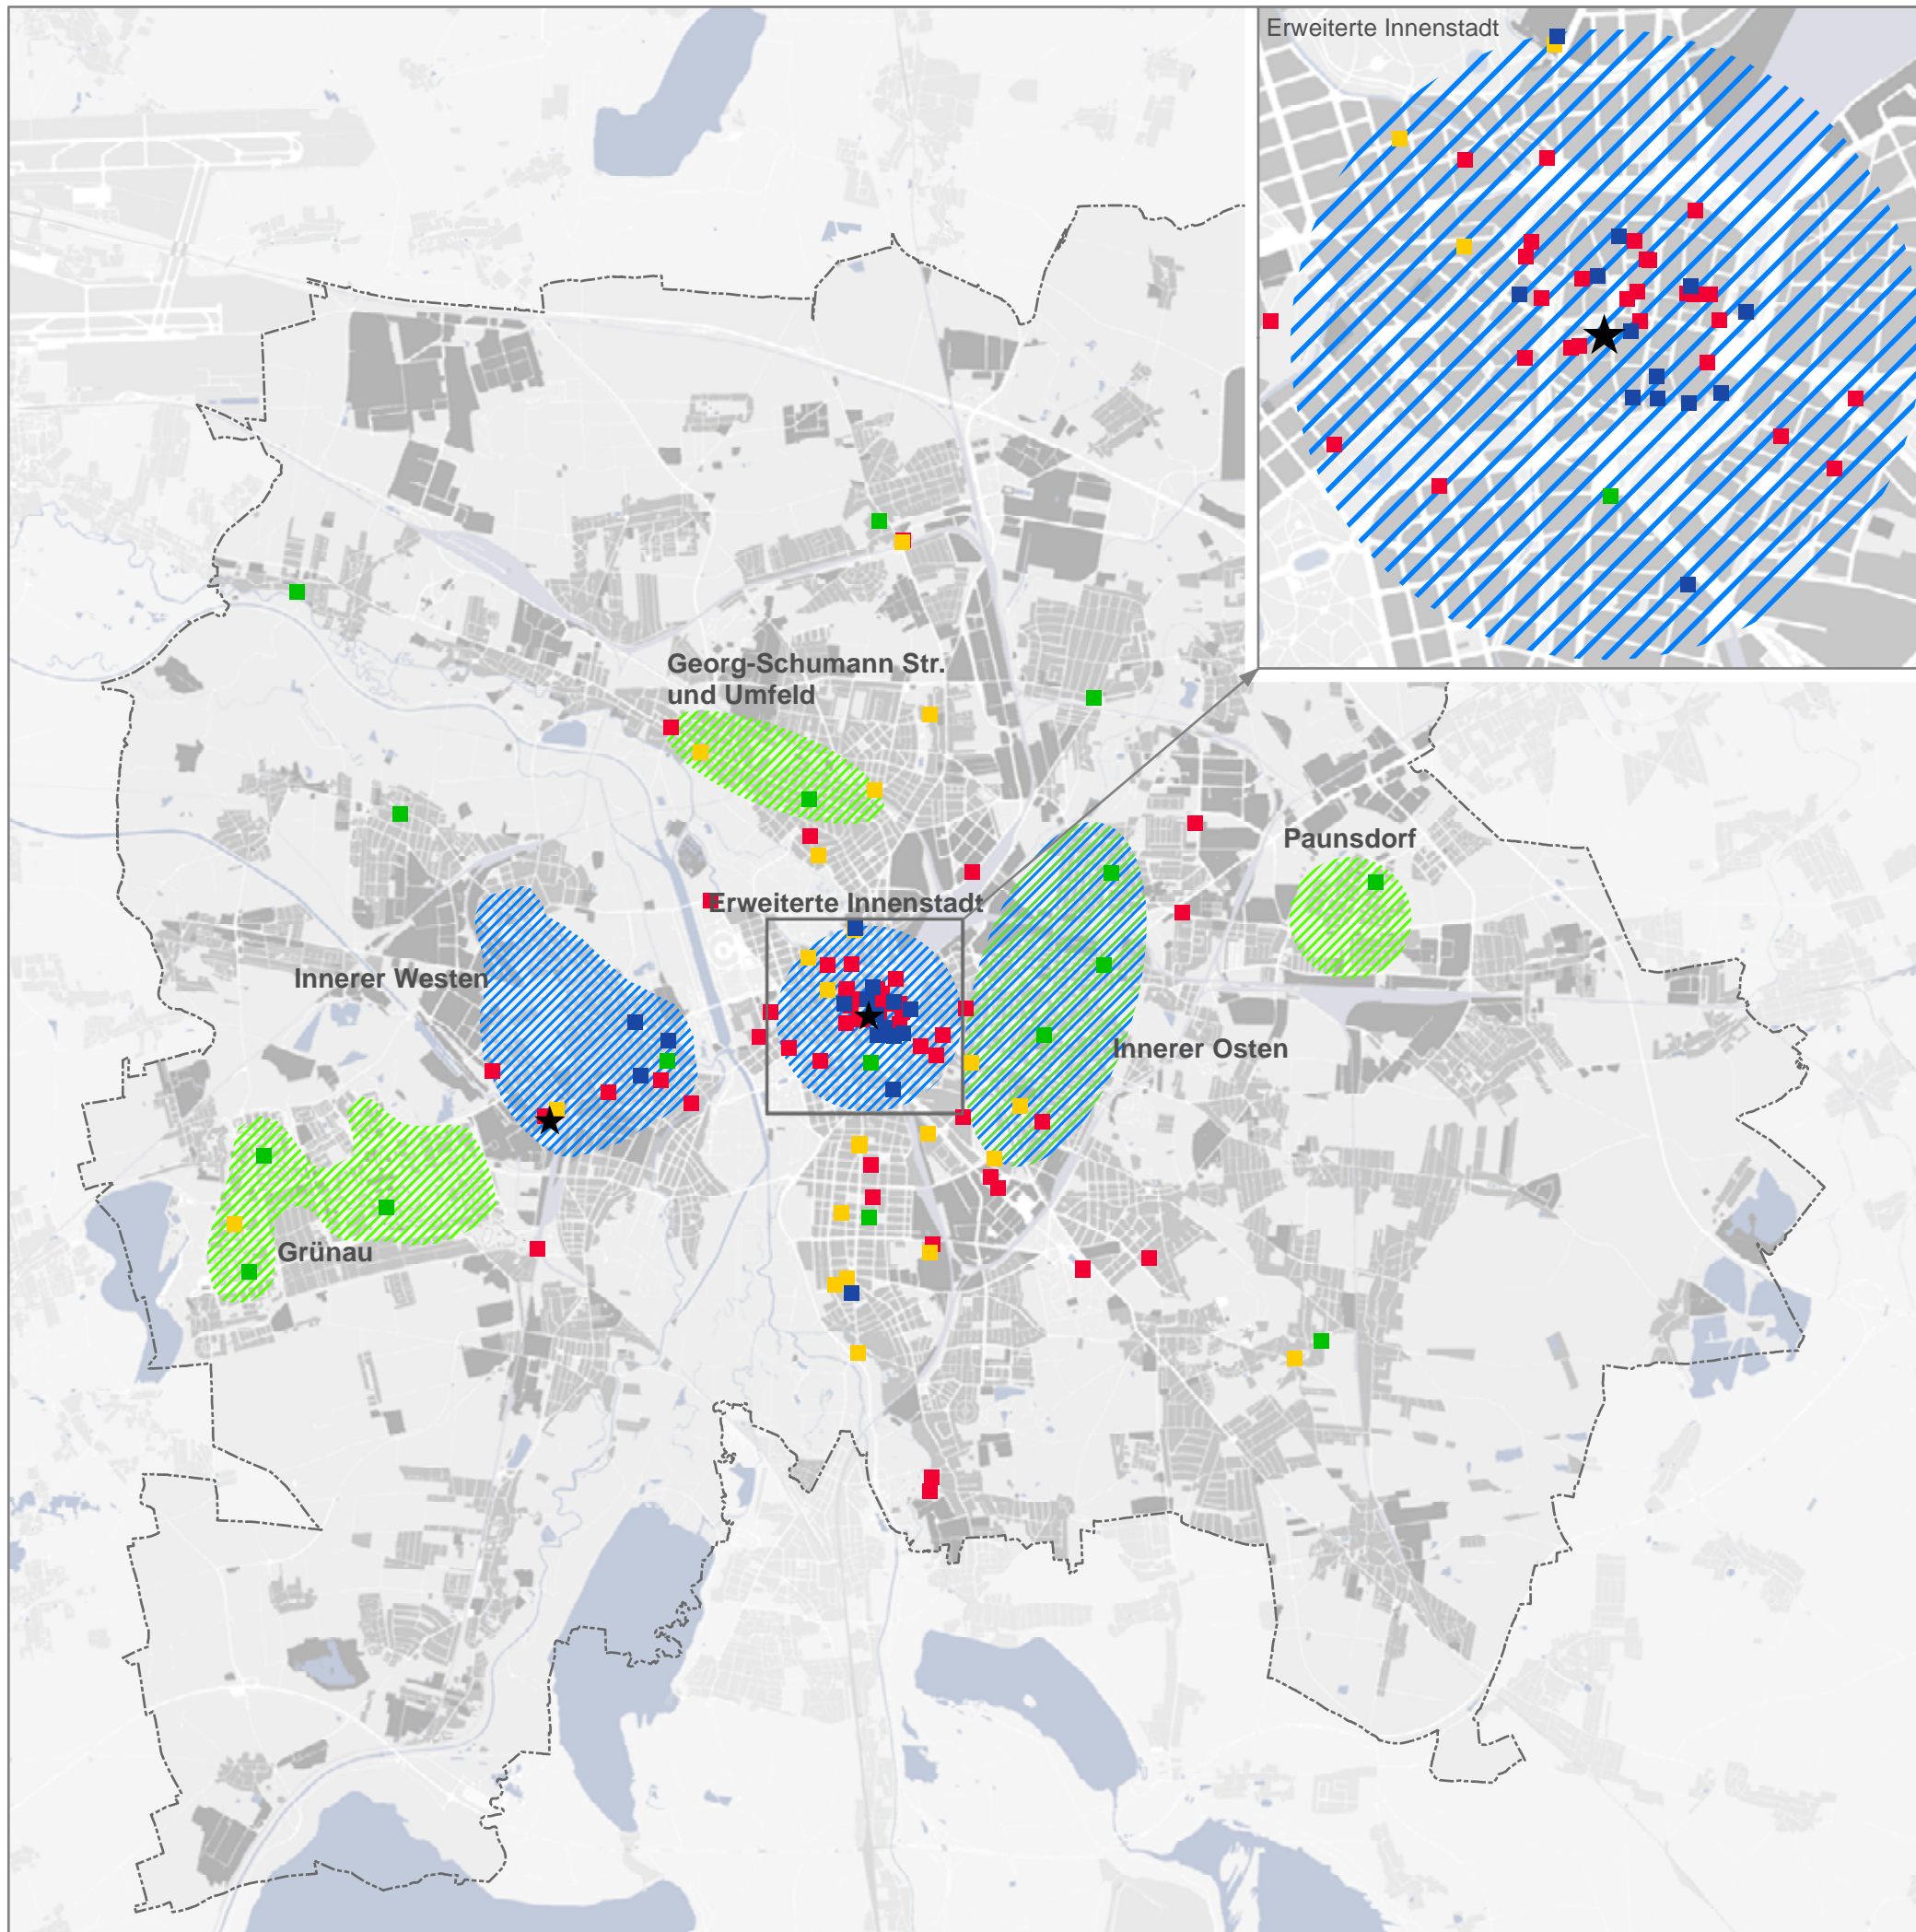 Erweiterte Innenstadt
Georg-Schumann Str.
und Umfeld
Paunsdorf
Erweiterte Innenstadt
Innerer Westen
Innerer Osten
Grünau